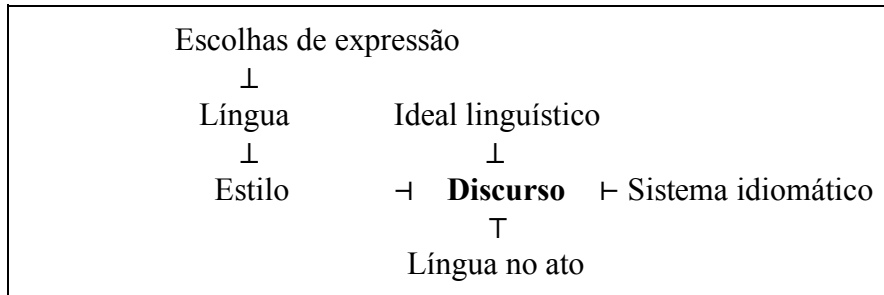 Escolhas de expressão
⊥
Língua Ideal linguístico
⊥ ⊥
Estilo ⊣ Discurso ⊢ Sistema idiomático
⊤
Língua no ato